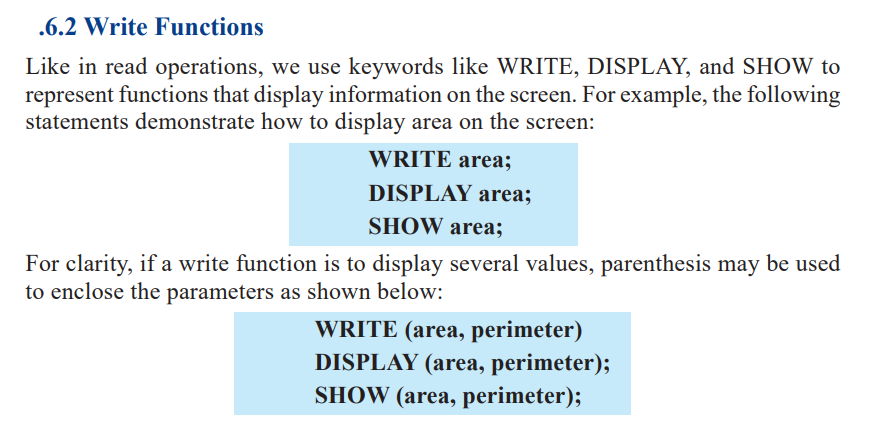 .6.2 Write Functions
Like in read operations, we use keywords like WRITE, DISPLAY, and SHOW to
represent functions that display information on the screen. For example, the following
statements demonstrate how to display area on the screen:
WRITE area;
DISPLAY area;
SHOW area;
For clarity, if a write function is to display several values, parenthesis may be used
to enclose the parameters as shown below:
WRITE (area, perimeter)
DISPLAY (area, perimeter);
SHOW (area, perimeter);